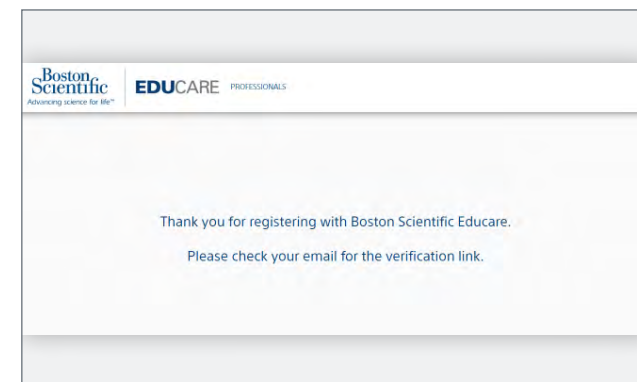 Boston
Scientific
Advancing science for life™
EDUCARE PROFESSIONALS
Thank you for registering with Boston Scientific Educare.
Please check your email for the verification link.